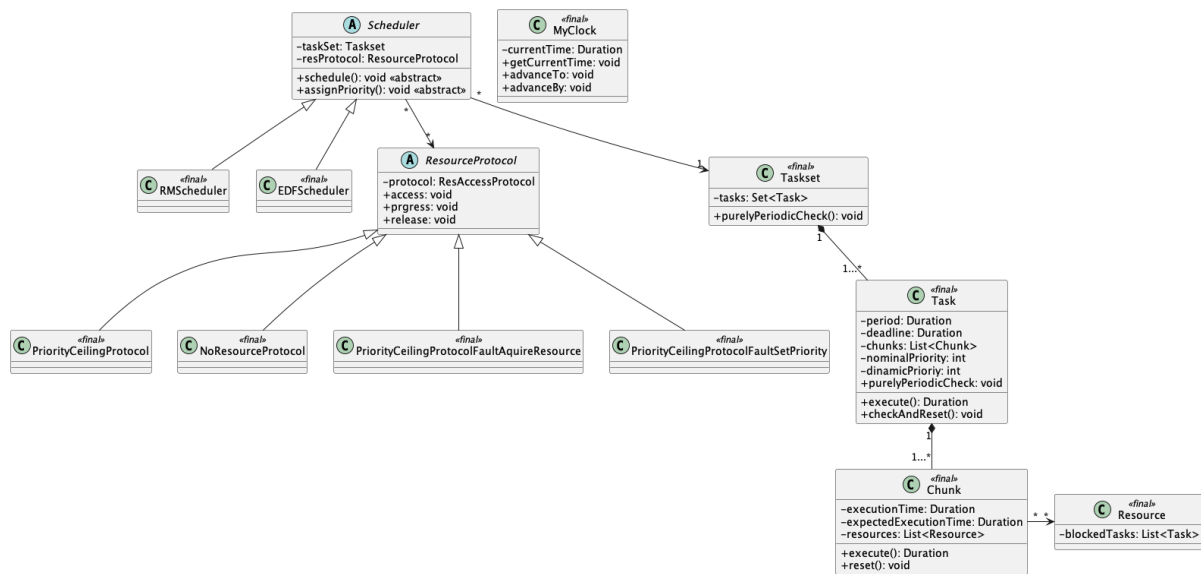 A Scheduler
-taskSet: Taskset
-resProtocol: ResourceProtocol
+schedule(): void «abstract»
+assignPriority(): void «abstract»
C «final»
MyClock
-currentTime: Duration
+getCurrentTime: void
+advanceTo: void
+advanceBy: void
*
*
*
1
C «final»
RMScheduler
C «final»
EDFScheduler
A ResourceProtocol
-protocol: ResAccessProtocol
+access: void
+prgress: void
+release: void
C «final»
Taskset
-tasks: Set<Task>
+purelyPeriodicCheck(): void
1
1...*
C «final»
PriorityCeilingProtocol
C «final»
NoResourceProtocol
C «final»
PriorityCeilingProtocolFaultAquireResource
C «final»
PriorityCeilingProtocolFaultSetPriority
C «final»
Task
-period: Duration
-deadline: Duration
-chunks: List<Chunk>
-nominalPriority: int
-dinamicPrioriy: int
+purelyPeriodicCheck: void
+execute(): Duration
+checkAndReset(): void
1
1...*
C «final»
Chunk
-executionTime: Duration
-expectedExecutionTime: Duration
-resources: List<Resource>
+execute(): Duration
+reset(): void
* *
C «final»
Resource
-blockedTasks: List<Task>